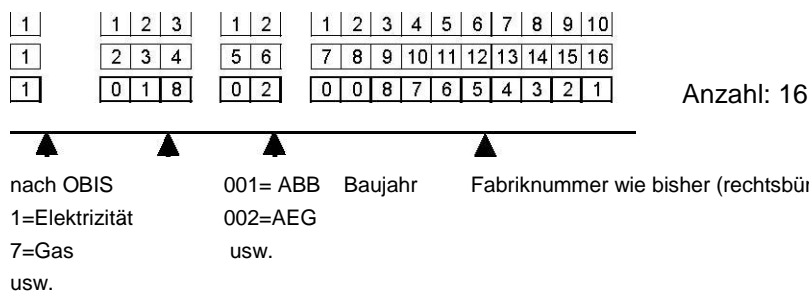 1 1 2 3 1 2 1 2 3 4 5 6 7 8 9 10
1 2 3 4 5 6 7 8 9 10 11 12 13 14 15 16
1 0 1 8 0 2 0 0 8 7 6 5 4 3 2 1 Anzahl: 16
nach OBIS 001= ABB Baujahr Fabriknummer wie bisher
1=Elektrizität 002=AEG
7=Gas usw.
usw.